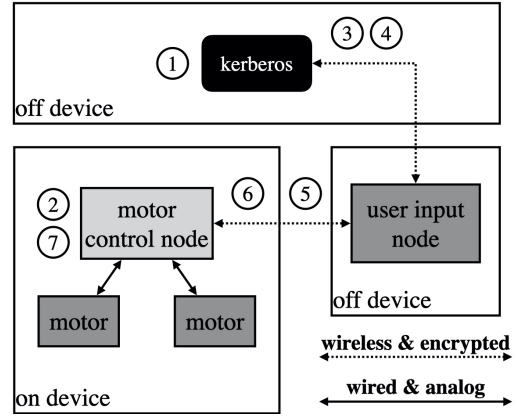 3 4
1 kerberos
off device
2 motor
control node
7
6 5
user input
node
motor
motor
off device
wireless & encrypted
wired & analog
on device